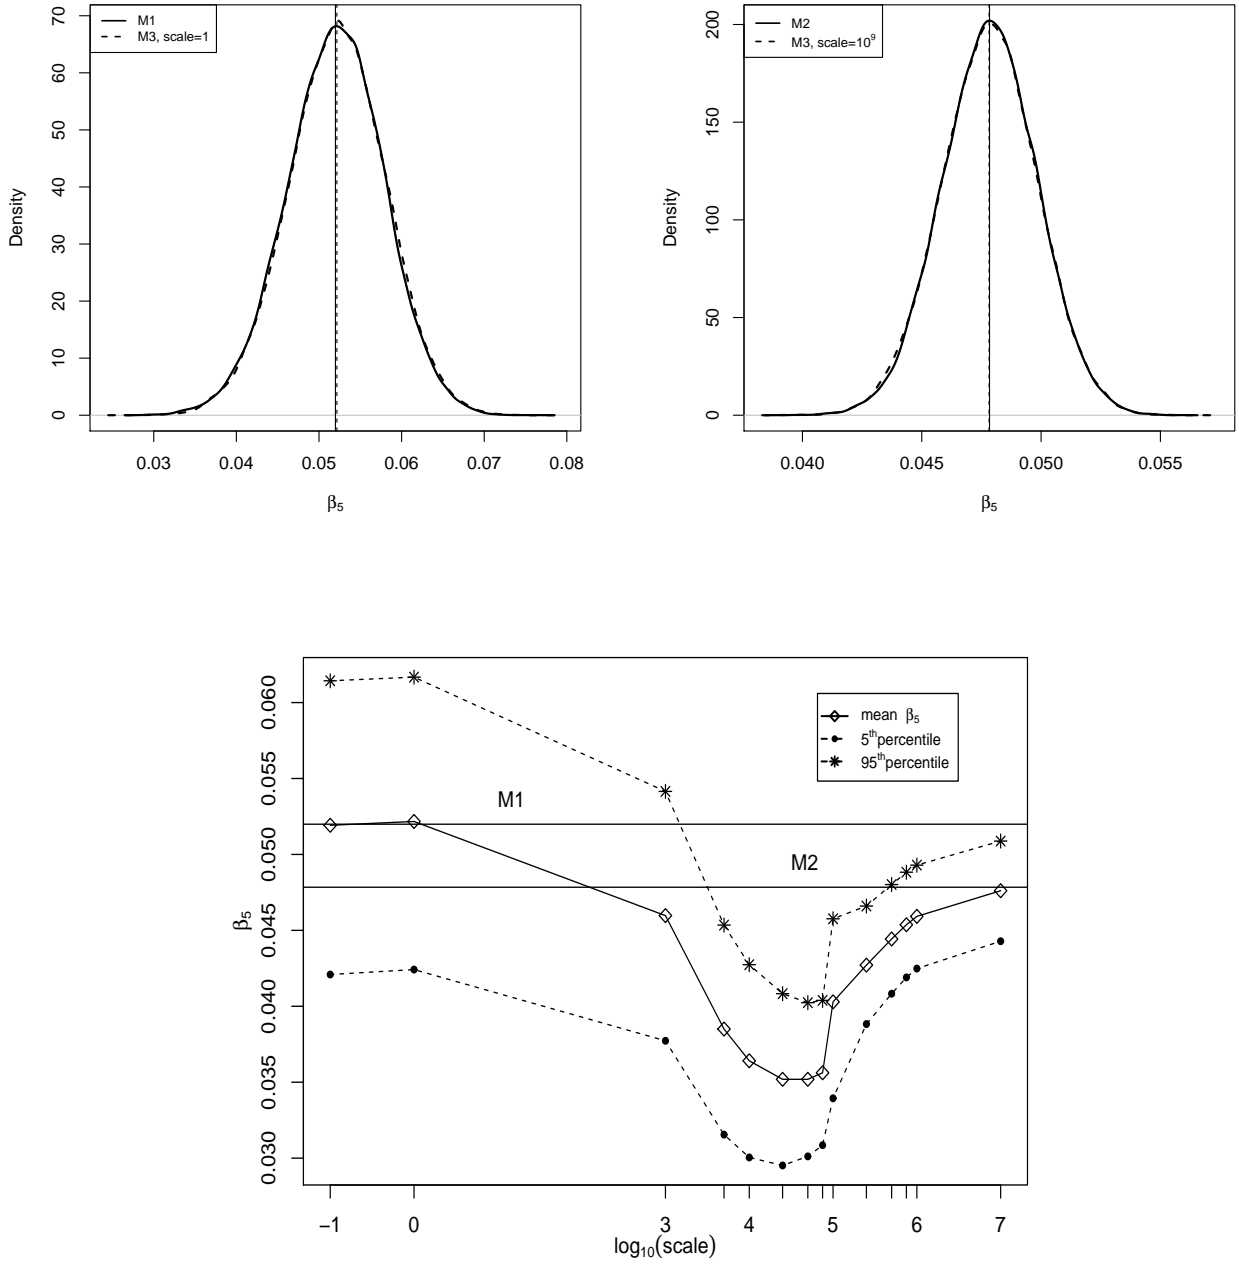 M1
M3, scale=1
Density
0 10 20 30 40 50 60 70
0.03 0.04 0.05 0.06 0.07 0.08
β5
M2
M3, scale=10^9
Density
0 50 100 150 200
0.040 0.045 0.050 0.055
β5
mean β5
5th percentile
95th percentile
M1
M2
β5
0.030 0.035 0.040 0.045 0.050 0.055 0.060
−1 0 3 4 5 6 7
log10(scale)